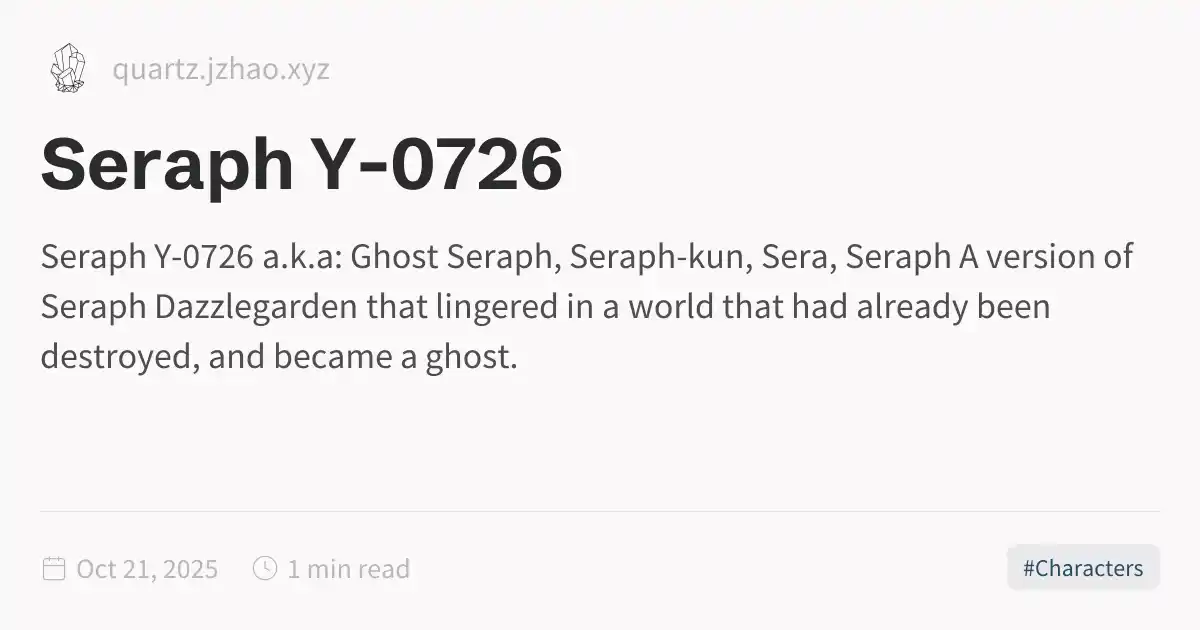 quartz.jzhao.xyz
Seraph Y-0726
Seraph Y-0726 a.k.a: Ghost Seraph, Seraph-kun, Sera, Seraph A version of
Seraph Dazzlegarden that lingered in a world that had already been
destroyed, and became a ghost.
Oct 21, 2025 1 min read #Characters